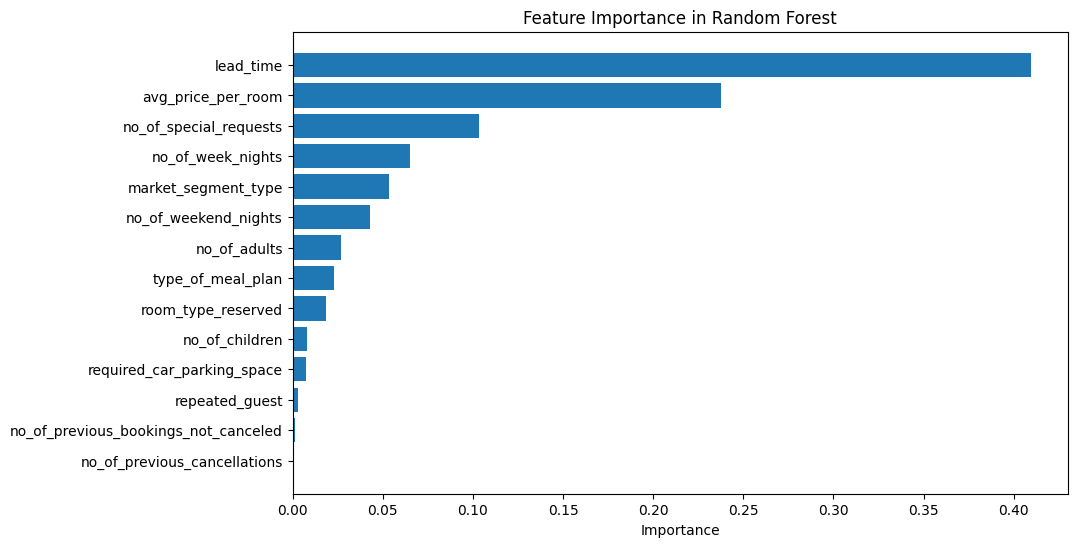 Feature Importance in Random Forest
lead_time
avg_price_per_room
no_of_special_requests
no_of_week_nights
market_segment_type
no_of_weekend_nights
no_of_adults
type_of_meal_plan
room_type_reserved
no_of_children
required_car_parking_space
repeated_guest
no_of_previous_bookings_not_canceled
no_of_previous_cancellations
0.00 0.05 0.10 0.15 0.20 0.25 0.30 0.35 0.40
Importance